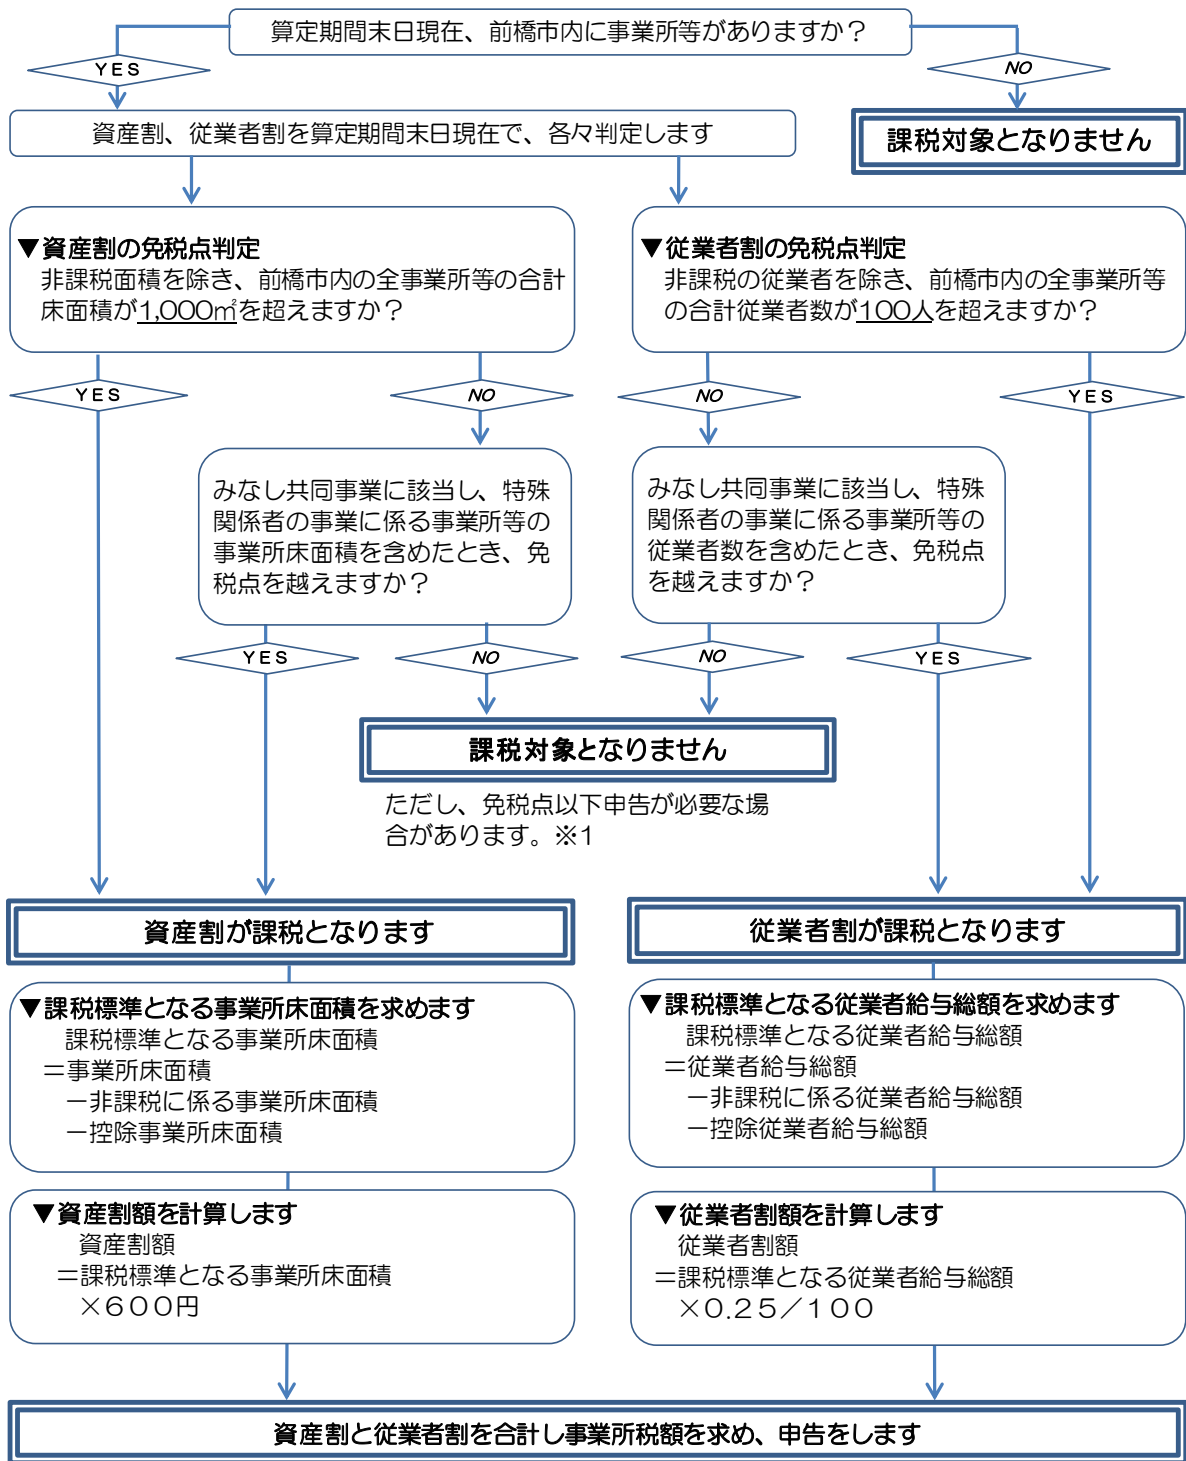 算定期間末日現在、前橋市内に事業所等がありますか？
YES
NO
資産割、従業者割を算定期間末日現在で、各々判定します
課税対象となりません
▼資産割の免税点判定
非課税面積を除き、前橋市内の全事業所等の合計
床面積が1,000㎡を超えますか？
▼従業者割の免税点判定
非課税の従業者を除き、前橋市内の全事業所等
の合計従業者数が100人を超えますか？
YES
NO
NO
YES
みなし共同事業に該当し、特殊
関係者の事業に係る事業所等の
事業所床面積を含めたとき、免
税点を越えますか？
みなし共同事業に該当し、特殊
関係者の事業に係る事業所等の
従業者数を含めたとき、免税点
を越えますか？
YES
NO
NO
YES
課税対象となりません
ただし、免税点以下申告が必要な場
合があります。※1
資産割が課税となります
従業者割が課税となります
▼課税標準となる事業所床面積を求めます
課税標準となる事業所床面積
＝事業所床面積
－非課税に係る事業所床面積
－控除事業所床面積
▼課税標準となる従業者給与総額を求めます
課税標準となる従業者給与総額
＝従業者給与総額
－非課税に係る従業者給与総額
－控除従業者給与総額
▼資産割額を計算します
資産割額
＝課税標準となる事業所床面積
×６００円
▼従業者割額を計算します
従業者割額
＝課税標準となる従業者給与総額
×０.２５／１００
資産割と従業者割を合計し事業所税額を求め、申告をします